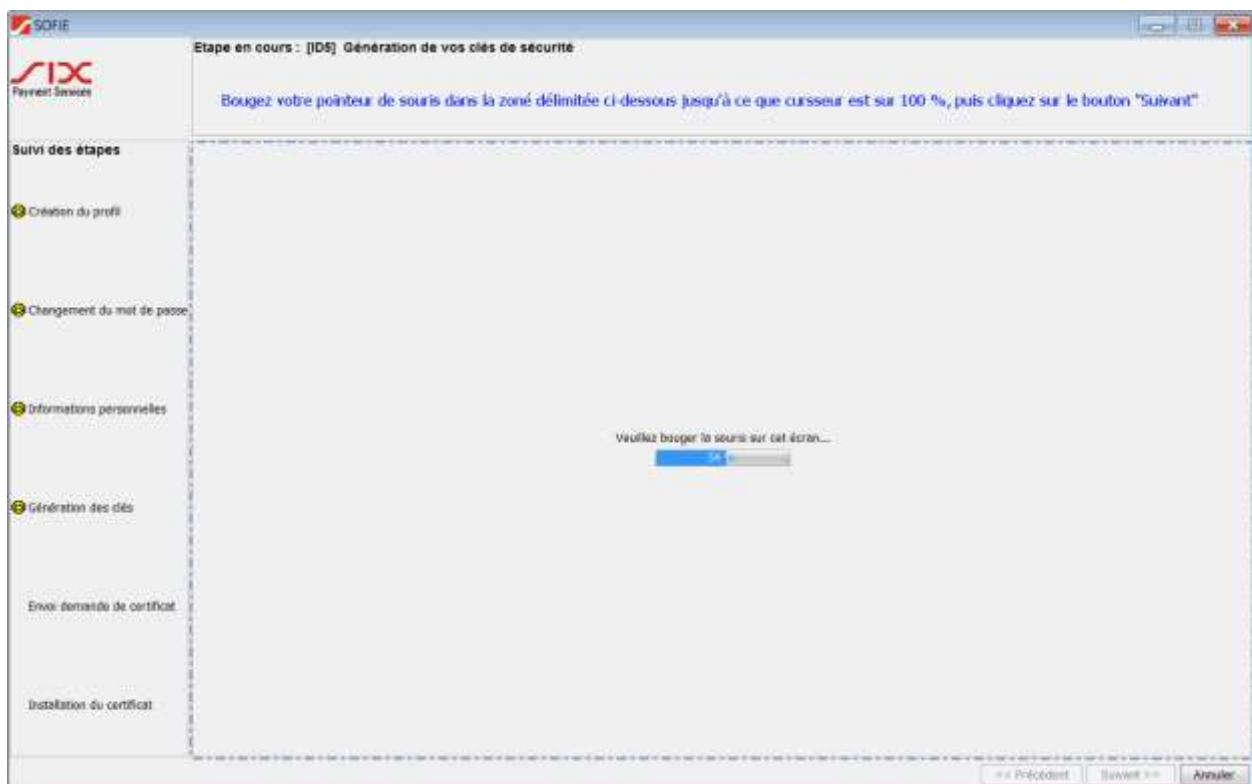 SOFIE
SIX
Payment Services
Etape en cours : [ID5] Génération de vos clés de sécurité
Bougez votre pointeur de souris dans la zoné délimitée ci-dessous jusqu'à ce que cursseur est sur 100 %, puis cliquez sur le bouton "Suivant"
Suivi des étapes
Création du profil
Changement du mot de passe
Informations personnelles
Génération des clés
Envoi demande de certificat
Installation du certificat
Veuillez bouger la souris sur cet écran...
<< Précédent
Suivant >>
Annuler